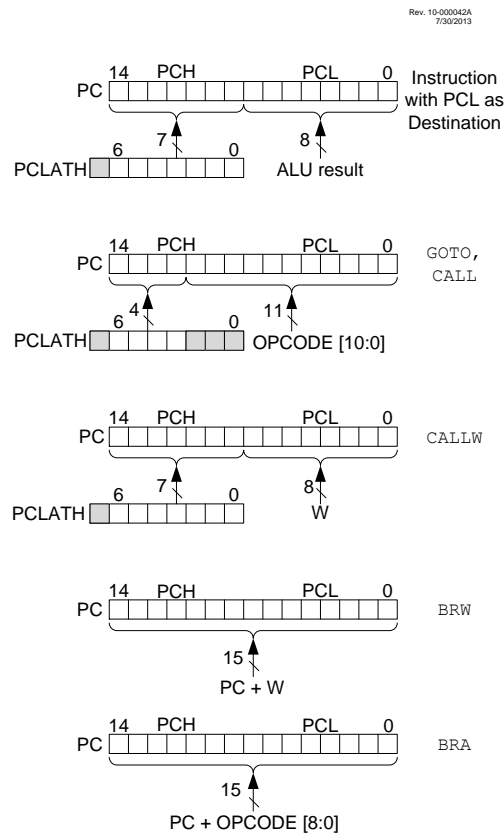 Rev. 10-000042A
7/30/2013
14 PCH PCL 0
PC
Instruction
with PCL as
Destination
7
8
6 0
PCLATH
ALU result
14 PCH PCL 0
PC
GOTO,
CALL
4
11
6 0
PCLATH
OPCODE [10:0]
14 PCH PCL 0
PC
CALLW
7
8
6 0
PCLATH
W
14 PCH PCL 0
PC
BRW
15
PC + W
14 PCH PCL 0
PC
BRA
15
PC + OPCODE [8:0]